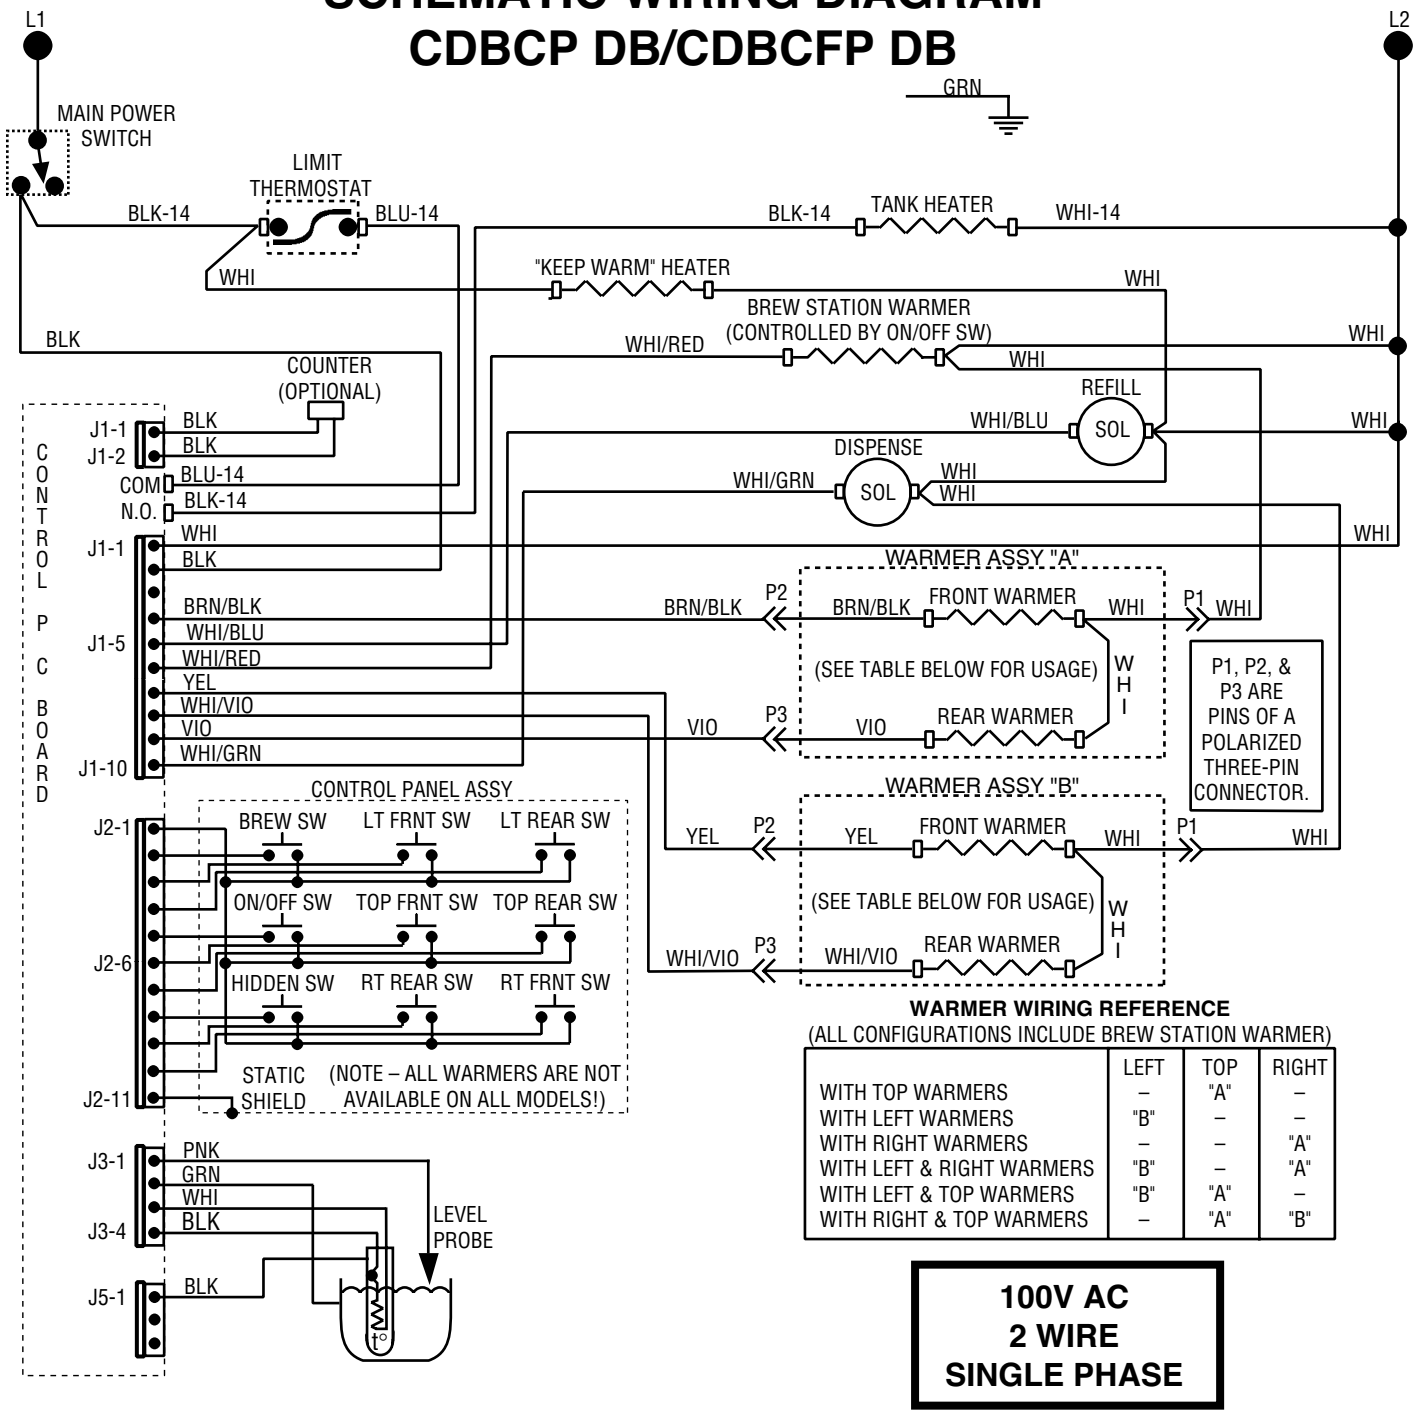 SCHEMATIC WIRING DIAGRAM
CDBCP DB/CDBCFP DB
L1
L2
GRN
MAIN POWER
SWITCH
LIMIT
THERMOSTAT
BLK-14
BLU-14
BLK-14
TANK HEATER
WHI-14
WHI
"KEEP WARM" HEATER
WHI
BREW STATION WARMER
(CONTROLLED BY ON/OFF SW)
BLK
WHI/RED
WHI
WHI
COUNTER
(OPTIONAL)
REFILL
SOL
WHI/BLU
WHI
DISPENSE
SOL
WHI/GRN
WHI
WHI
CONTROL P C BOARD
J1-1
BLK
J1-2
BLK
COM
BLU-14
N.O.
BLK-14
J1-1
WHI
WHI
BLK
BRN/BLK
J1-5
WHI/BLU
WHI/RED
YEL
WHI/VIO
VIO
WHI/GRN
J1-10
WARMER ASSY "A"
BRN/BLK
P2
BRN/BLK
FRONT WARMER
WHI
P1
WHI
(SEE TABLE BELOW FOR USAGE)
WHI
VIO
P3
VIO
REAR WARMER
P1, P2, &
P3 ARE
PINS OF A
POLARIZED
THREE-PIN
CONNECTOR.
WARMER ASSY "B"
YEL
P2
YEL
FRONT WARMER
WHI
P1
WHI
(SEE TABLE BELOW FOR USAGE)
WHI
WHI/VIO
P3
WHI/VIO
REAR WARMER
CONTROL PANEL ASSY
J2-1
BREW SW
LT FRNT SW
LT REAR SW
ON/OFF SW
TOP FRNT SW
TOP REAR SW
J2-6
HIDDEN SW
RT REAR SW
RT FRNT SW
J2-11
STATIC
SHIELD
(NOTE – ALL WARMERS ARE NOT
AVAILABLE ON ALL MODELS!)
J3-1
PNK
GRN
WHI
J3-4
BLK
LEVEL
PROBE
J5-1
BLK
t°
WARMER WIRING REFERENCE
(ALL CONFIGURATIONS INCLUDE BREW STATION WARMER)
LEFT TOP RIGHT
WITH TOP WARMERS – "A" –
WITH LEFT WARMERS "B" – –
WITH RIGHT WARMERS – – "A"
WITH LEFT & RIGHT WARMERS "B" – "A"
WITH LEFT & TOP WARMERS "B" "A" –
WITH RIGHT & TOP WARMERS – "A" "B"
100V AC
2 WIRE
SINGLE PHASE